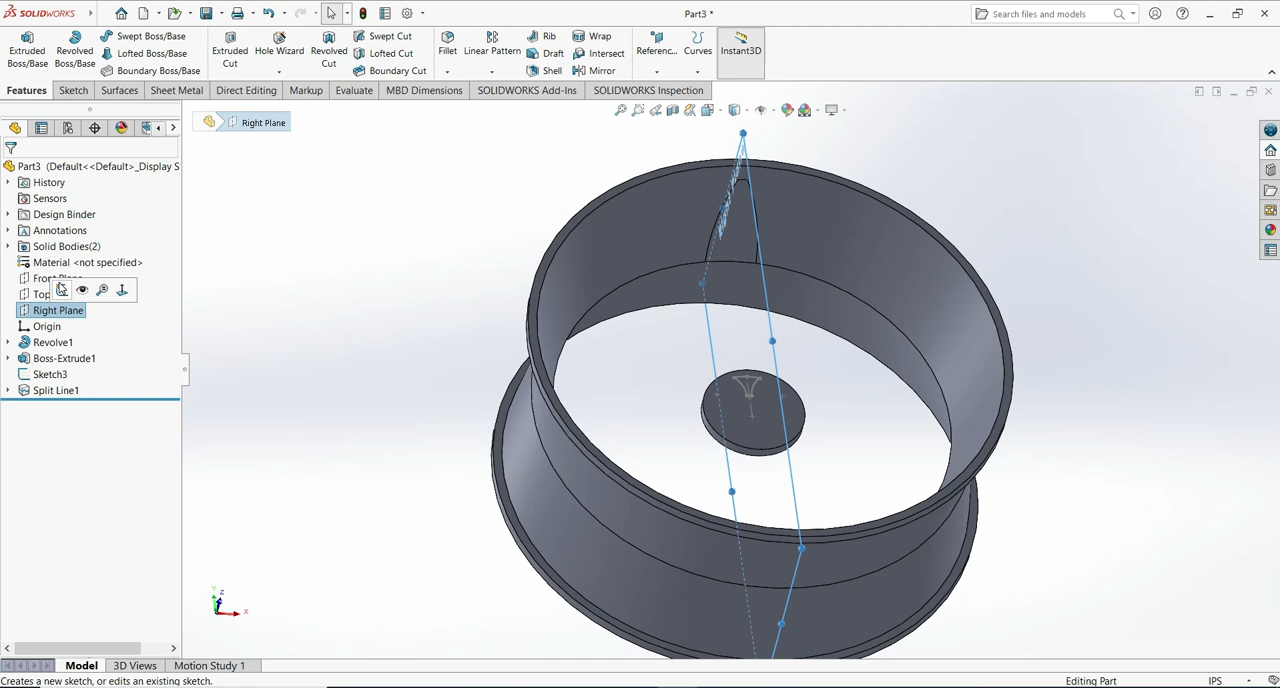 SOLIDWORKS
Part3 *
Search files and models
Extruded Boss/Base
Revolved Boss/Base
Swept Boss/Base
Lofted Boss/Base
Boundary Boss/Base
Extruded Cut
Hole Wizard
Revolved Cut
Swept Cut
Lofted Cut
Boundary Cut
Fillet
Linear Pattern
Rib
Draft
Shell
Wrap
Intersect
Mirror
Referenc...
Curves
Instant3D
Features
Sketch
Surfaces
Sheet Metal
Direct Editing
Markup
Evaluate
MBD Dimensions
SOLIDWORKS Add-Ins
SOLIDWORKS Inspection
Right Plane
Part3 (Default<<Default>_Display S
History
Sensors
Design Binder
Annotations
Solid Bodies(2)
Material <not specified>
Top
Right Plane
Origin
Revolve1
Boss-Extrude1
Sketch3
Split Line1
Y
Z
X
Model
3D Views
Motion Study 1
Creates a new sketch, or edits an existing sketch.
Editing Part
IPS